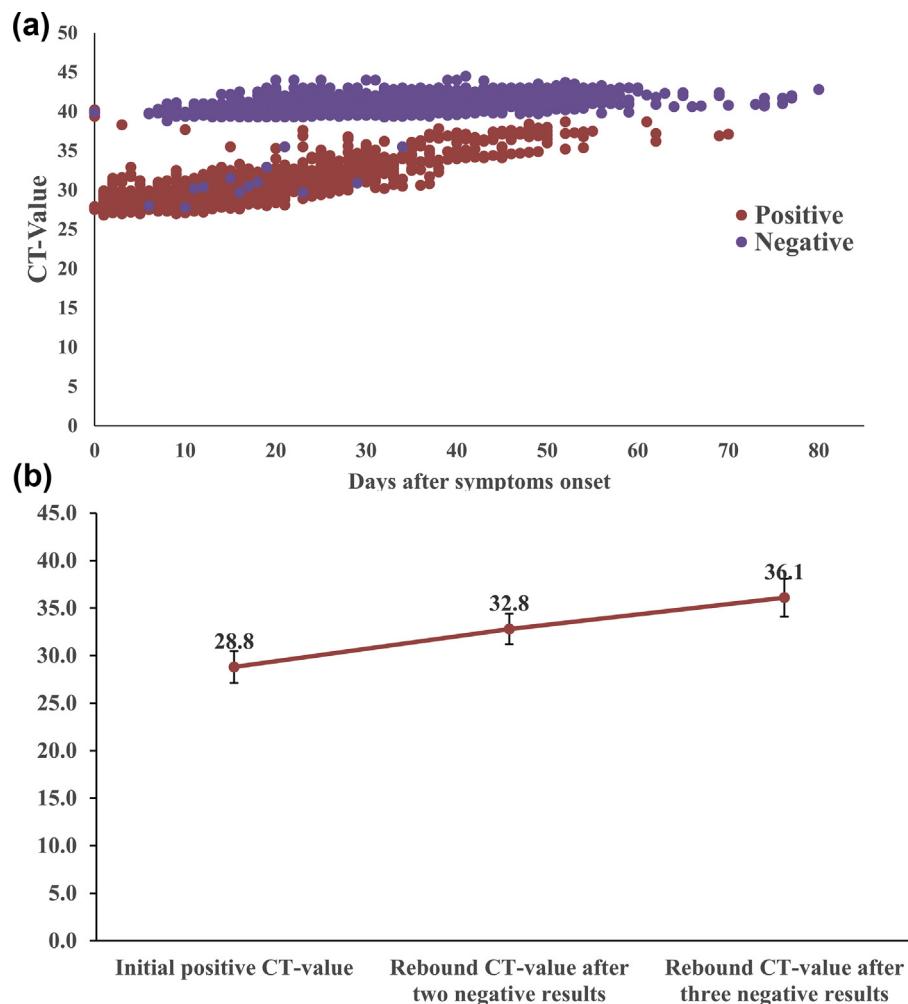 (a)
50
45
40
35
30
25
20
15
10
5
0
CT-Value
Positive
Negative
0 10 20 30 40 50 60 70 80
Days after symptoms onset
(b)
45.0
40.0
35.0
30.0
25.0
20.0
15.0
10.0
5.0
0.0
28.8
32.8
36.1
Initial positive CT-value
Rebound CT-value after
two negative results
Rebound CT-value after
three negative results